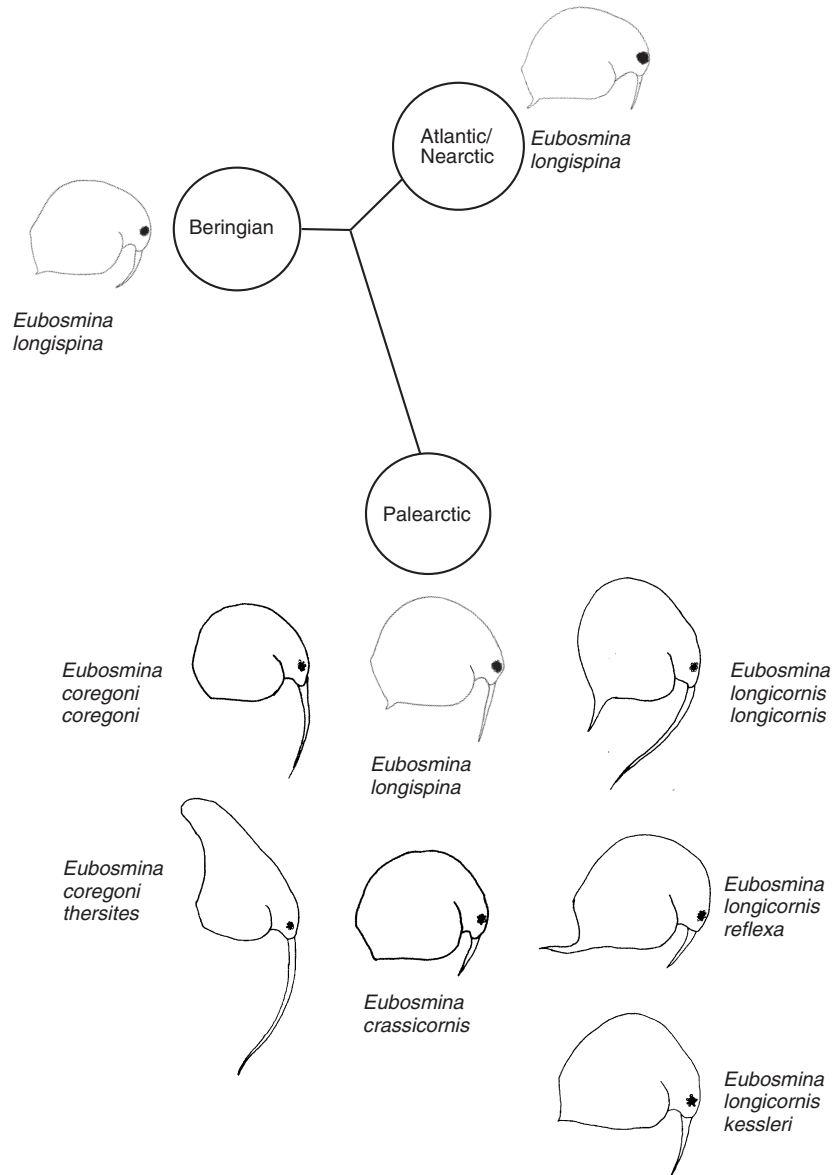 Atlantic/
Nearctic
Eubosmina
longispina
Beringian
Eubosmina
longispina
Palearctic
Eubosmina
coregoni
coregoni
Eubosmina
longispina
Eubosmina
longicornis
longicornis
Eubosmina
coregoni
thersites
Eubosmina
crassicornis
Eubosmina
longicornis
reflexa
Eubosmina
longicornis
kessleri